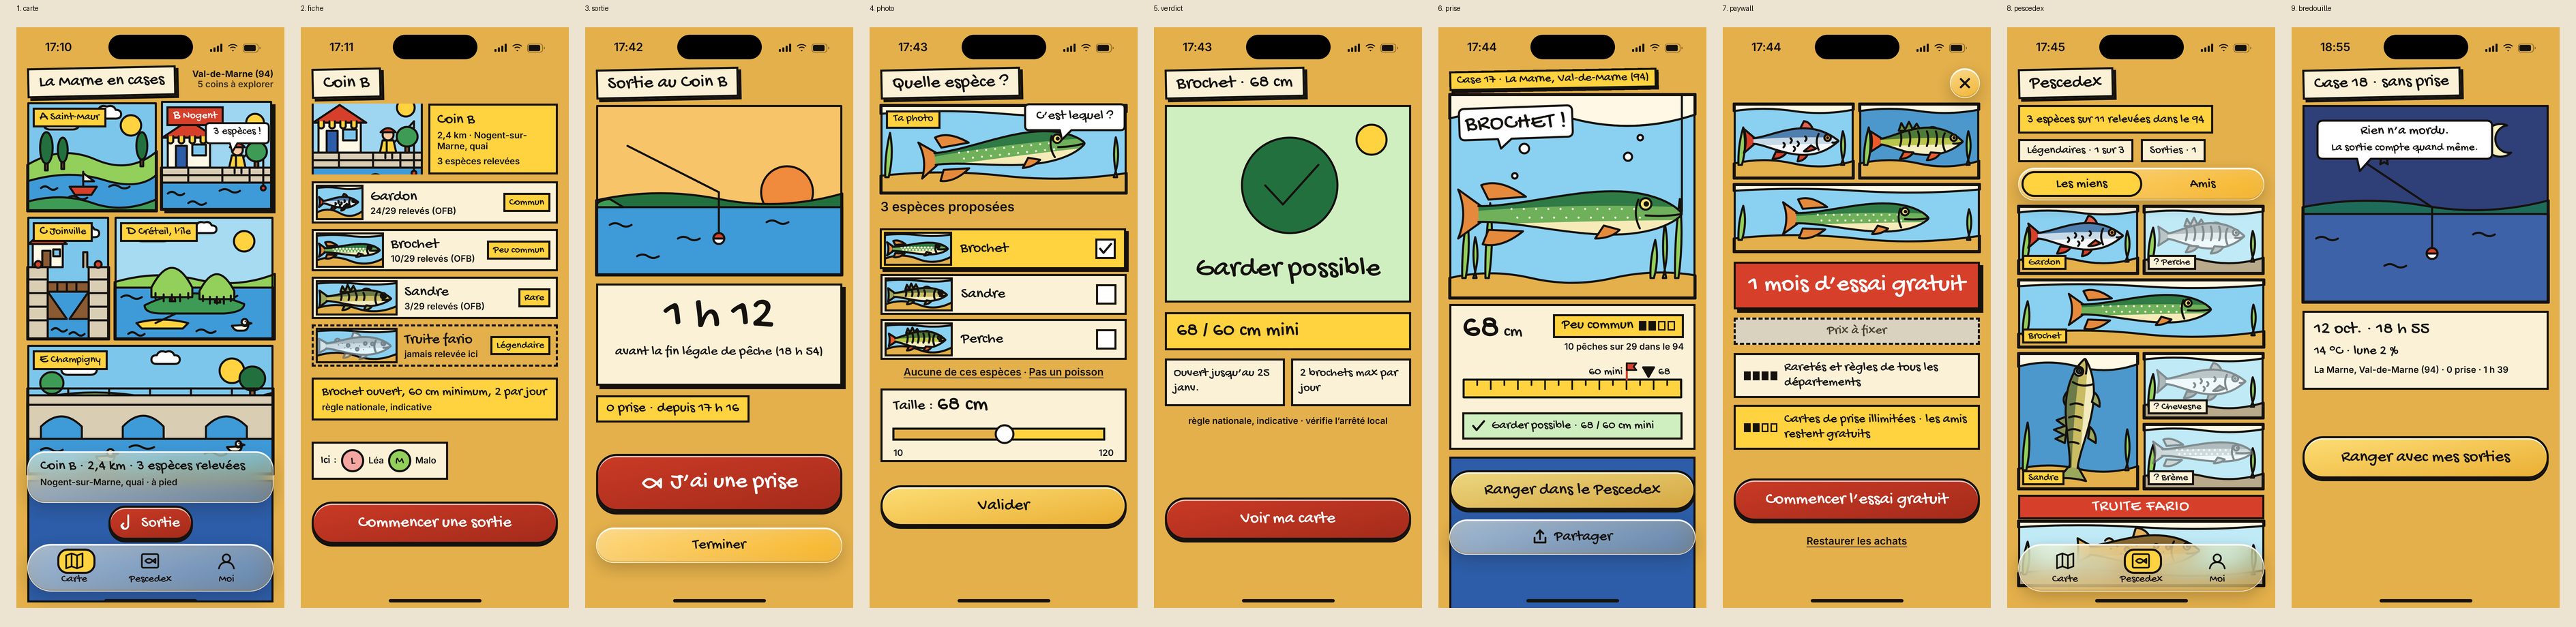 1. carte
17:10
La Marne en cases
Val-de-Marne (94)
5 coins à explorer
A Saint-Maur
B Nogent
3 espèces !
C Joinville
D Créteil, l'île
E Champigny
Coin B · 2,4 km · 3 espèces relevées
Nogent-sur-Marne, quai · à pied
Sortie
Carte
Pescedex
Moi
2. fiche
17:11
Coin B
Coin B
2,4 km · Nogent-sur-
Marne, quai
3 espèces relevées
Gardon
24/29 relevés (OFB)
Commun
Brochet
10/29 relevés (OFB)
Peu commun
Sandre
3/29 relevés (OFB)
Rare
Truite fario
jamais relevée ici
Légendaire
Brochet ouvert, 60 cm minimum, 2 par jour
règle nationale, indicative
Ici :
L
Léa
M
Malo
Commencer une sortie
3. sortie
17:42
Sortie au Coin B
1 h 12
avant la fin légale de pêche (18 h 54)
0 prise · depuis 17 h 16
J'ai une prise
Terminer
4. photo
17:43
Quelle espèce ?
Ta photo
C'est lequel ?
3 espèces proposées
Brochet
Sandre
Perche
Aucune de ces espèces · Pas un poisson
Taille : 68 cm
10
120
Valider
5. verdict
17:43
Brochet · 68 cm
Garder possible
68 / 60 cm mini
Ouvert jusqu'au 25
janv.
2 brochets max par
jour
règle nationale, indicative · vérifie l'arrêté local
Voir ma carte
6. prise
17:44
Case 17 · La Marne, Val-de-Marne (94)
BROCHET !
68 cm
Peu commun
10 pêches sur 29 dans le 94
60 mini
68
Garder possible · 68 / 60 cm mini
Ranger dans le Pescedex
Partager
7. paywall
17:44
1 mois d'essai gratuit
Prix à fixer
Raretés et règles de tous les
départements
Cartes de prise illimitées · les amis
restent gratuits
Commencer l'essai gratuit
Restaurer les achats
8. pescedex
17:45
Pescedex
3 espèces sur 11 relevées dans le 94
Légendaires · 1 sur 3
Sorties · 1
Les miens
Amis
Gardon
? Perche
Brochet
Sandre
? Chevesne
? Brème
TRUITE FARIO
Carte
Pescedex
Moi
9. bredouille
18:55
Case 18 · sans prise
Rien n'a mordu.
La sortie compte quand même.
12 oct. · 18 h 55
14 °C · lune 2 %
La Marne, Val-de-Marne (94) · 0 prise · 1 h 39
Ranger avec mes sorties